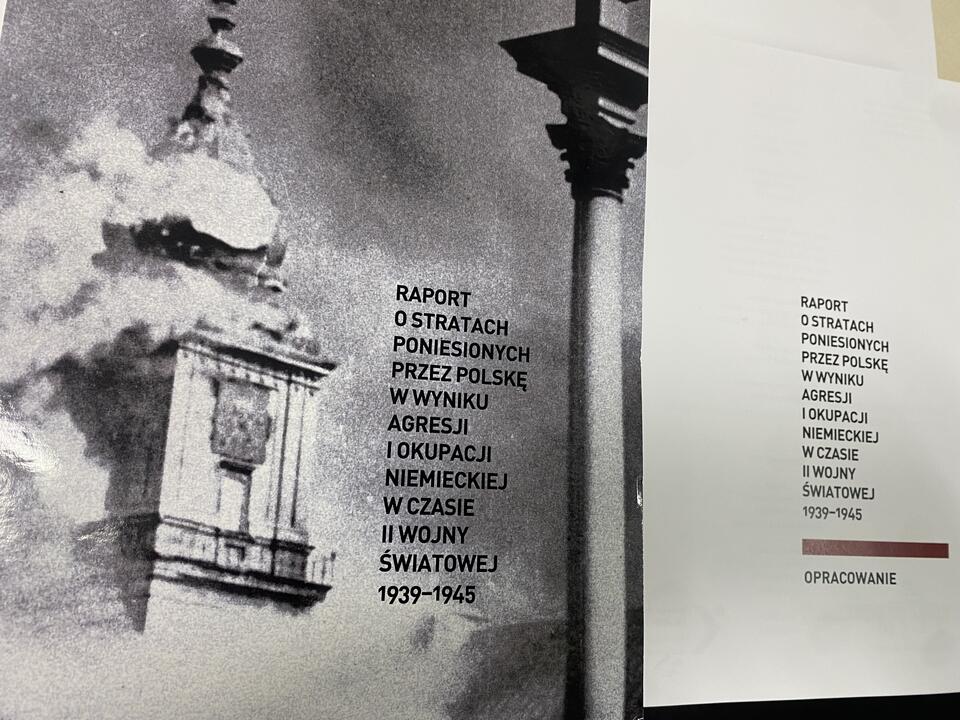 RAPORT
O STRATACH
PONIESIONYCH
PRZEZ POLSKĘ
W WYNIKU
AGRESJI
I OKUPACJI
NIEMIECKIEJ
W CZASIE
II WOJNY
ŚWIATOWEJ
1939–1945
RAPORT
O STRATACH
PONIESIONYCH
PRZEZ POLSKĘ
W WYNIKU
AGRESJI
I OKUPACJI
NIEMIECKIEJ
W CZASIE
II WOJNY
ŚWIATOWEJ
1939–1945
OPRACOWANIE